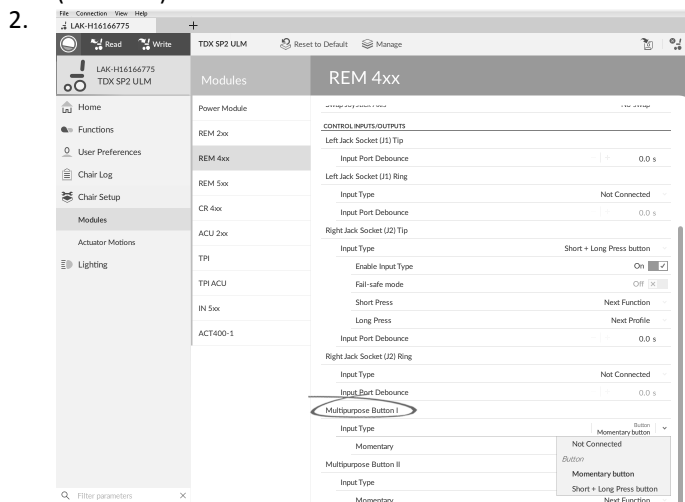 2.
File Connection View Help
LAK-H16166775 +
Read Write TDX SP2 ULM Reset to Default Manage
LAK-H16166775
TDX SP2 ULM
Modules
REM 4xx
Home
Functions
User Preferences
Chair Log
Chair Setup
Modules
Actuator Motions
Lighting
Filter parameters
Power Module
REM 2xx
REM 4xx
REM 5xx
CR 4xx
ACU 2xx
TPI
TPI ACU
IN 5xx
ACT400-1
CONTROL INPUTS/OUTPUTS
Left Jack Socket (J1) Tip
Input Port Debounce 0.0 s
Left Jack Socket (J1) Ring
Input Type Not Connected
Input Port Debounce 0.0 s
Right Jack Socket (J2) Tip
Input Type Short + Long Press button
Enable Input Type On
Fail-safe mode Off
Short Press Next Function
Long Press Next Profile
Input Port Debounce 0.0 s
Right Jack Socket (J2) Ring
Input Type Not Connected
Input Port Debounce 0.0 s
Multipurpose Button I
Input Type Button
Momentary button
Momentary
Not Connected
Button
Momentary button
Short + Long Press button
Multipurpose Button II
Input Type
Momentary Next Function